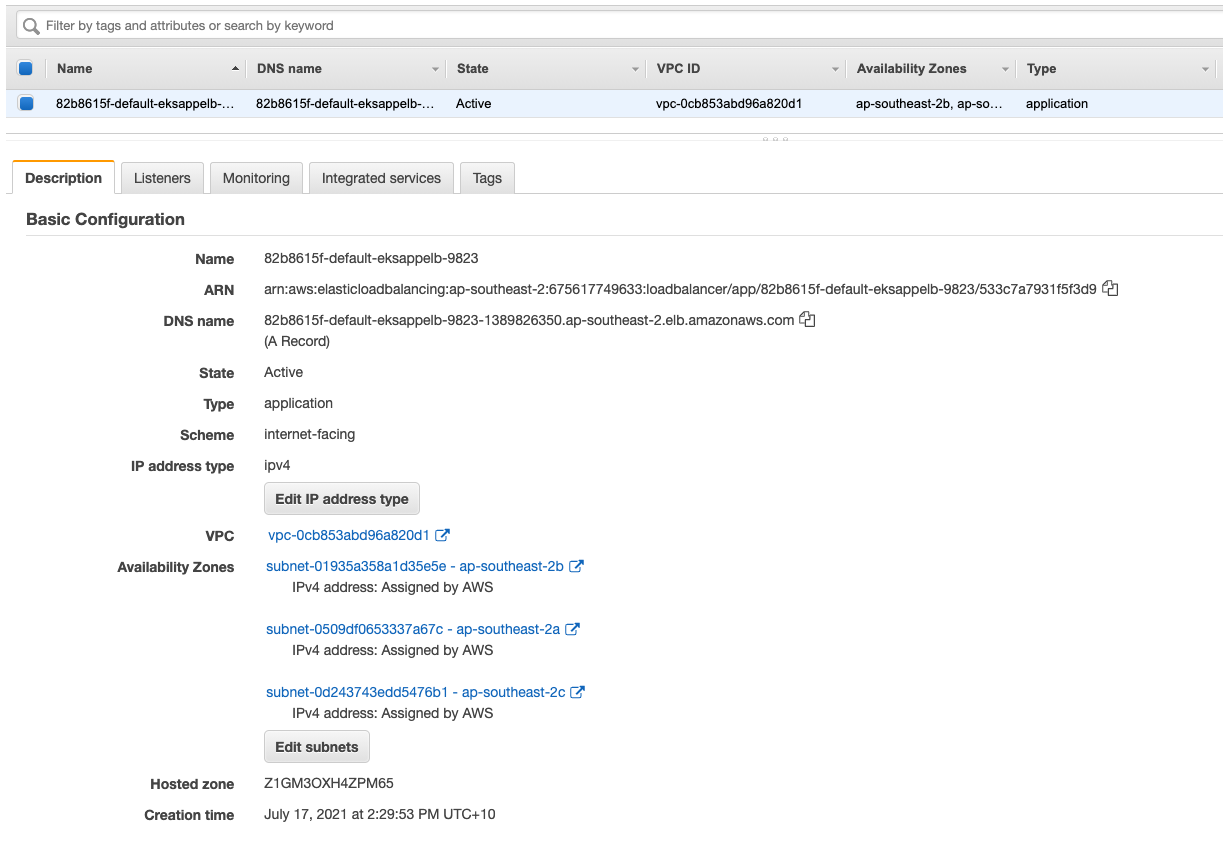 Filter by tags and attributes or search by keyword
Name DNS name State VPC ID Availability Zones Type
82b8615f-default-eksappelb-... 82b8615f-default-eksappelb-... Active vpc-0cb853abd96a820d1 ap-southeast-2b, ap-so... application
Description Listeners Monitoring Integrated services Tags
Basic Configuration
Name 82b8615f-default-eksappelb-9823
ARN arn:aws:elasticloadbalancing:ap-southeast-2:675617749633:loadbalancer/app/82b8615f-default-eksappelb-9823/533c7a7931f5f3d9
DNS name 82b8615f-default-eksappelb-9823-1389826350.ap-southeast-2.elb.amazonaws.com
(A Record)
State Active
Type application
Scheme internet-facing
IP address type ipv4
Edit IP address type
VPC vpc-0cb853abd96a820d1
Availability Zones subnet-01935a358a1d35e5e - ap-southeast-2b
IPv4 address: Assigned by AWS
subnet-0509df0653337a67c - ap-southeast-2a
IPv4 address: Assigned by AWS
subnet-0d243743edd5476b1 - ap-southeast-2c
IPv4 address: Assigned by AWS
Edit subnets
Hosted zone Z1GM3OXH4ZPM65
Creation time July 17, 2021 at 2:29:53 PM UTC+10